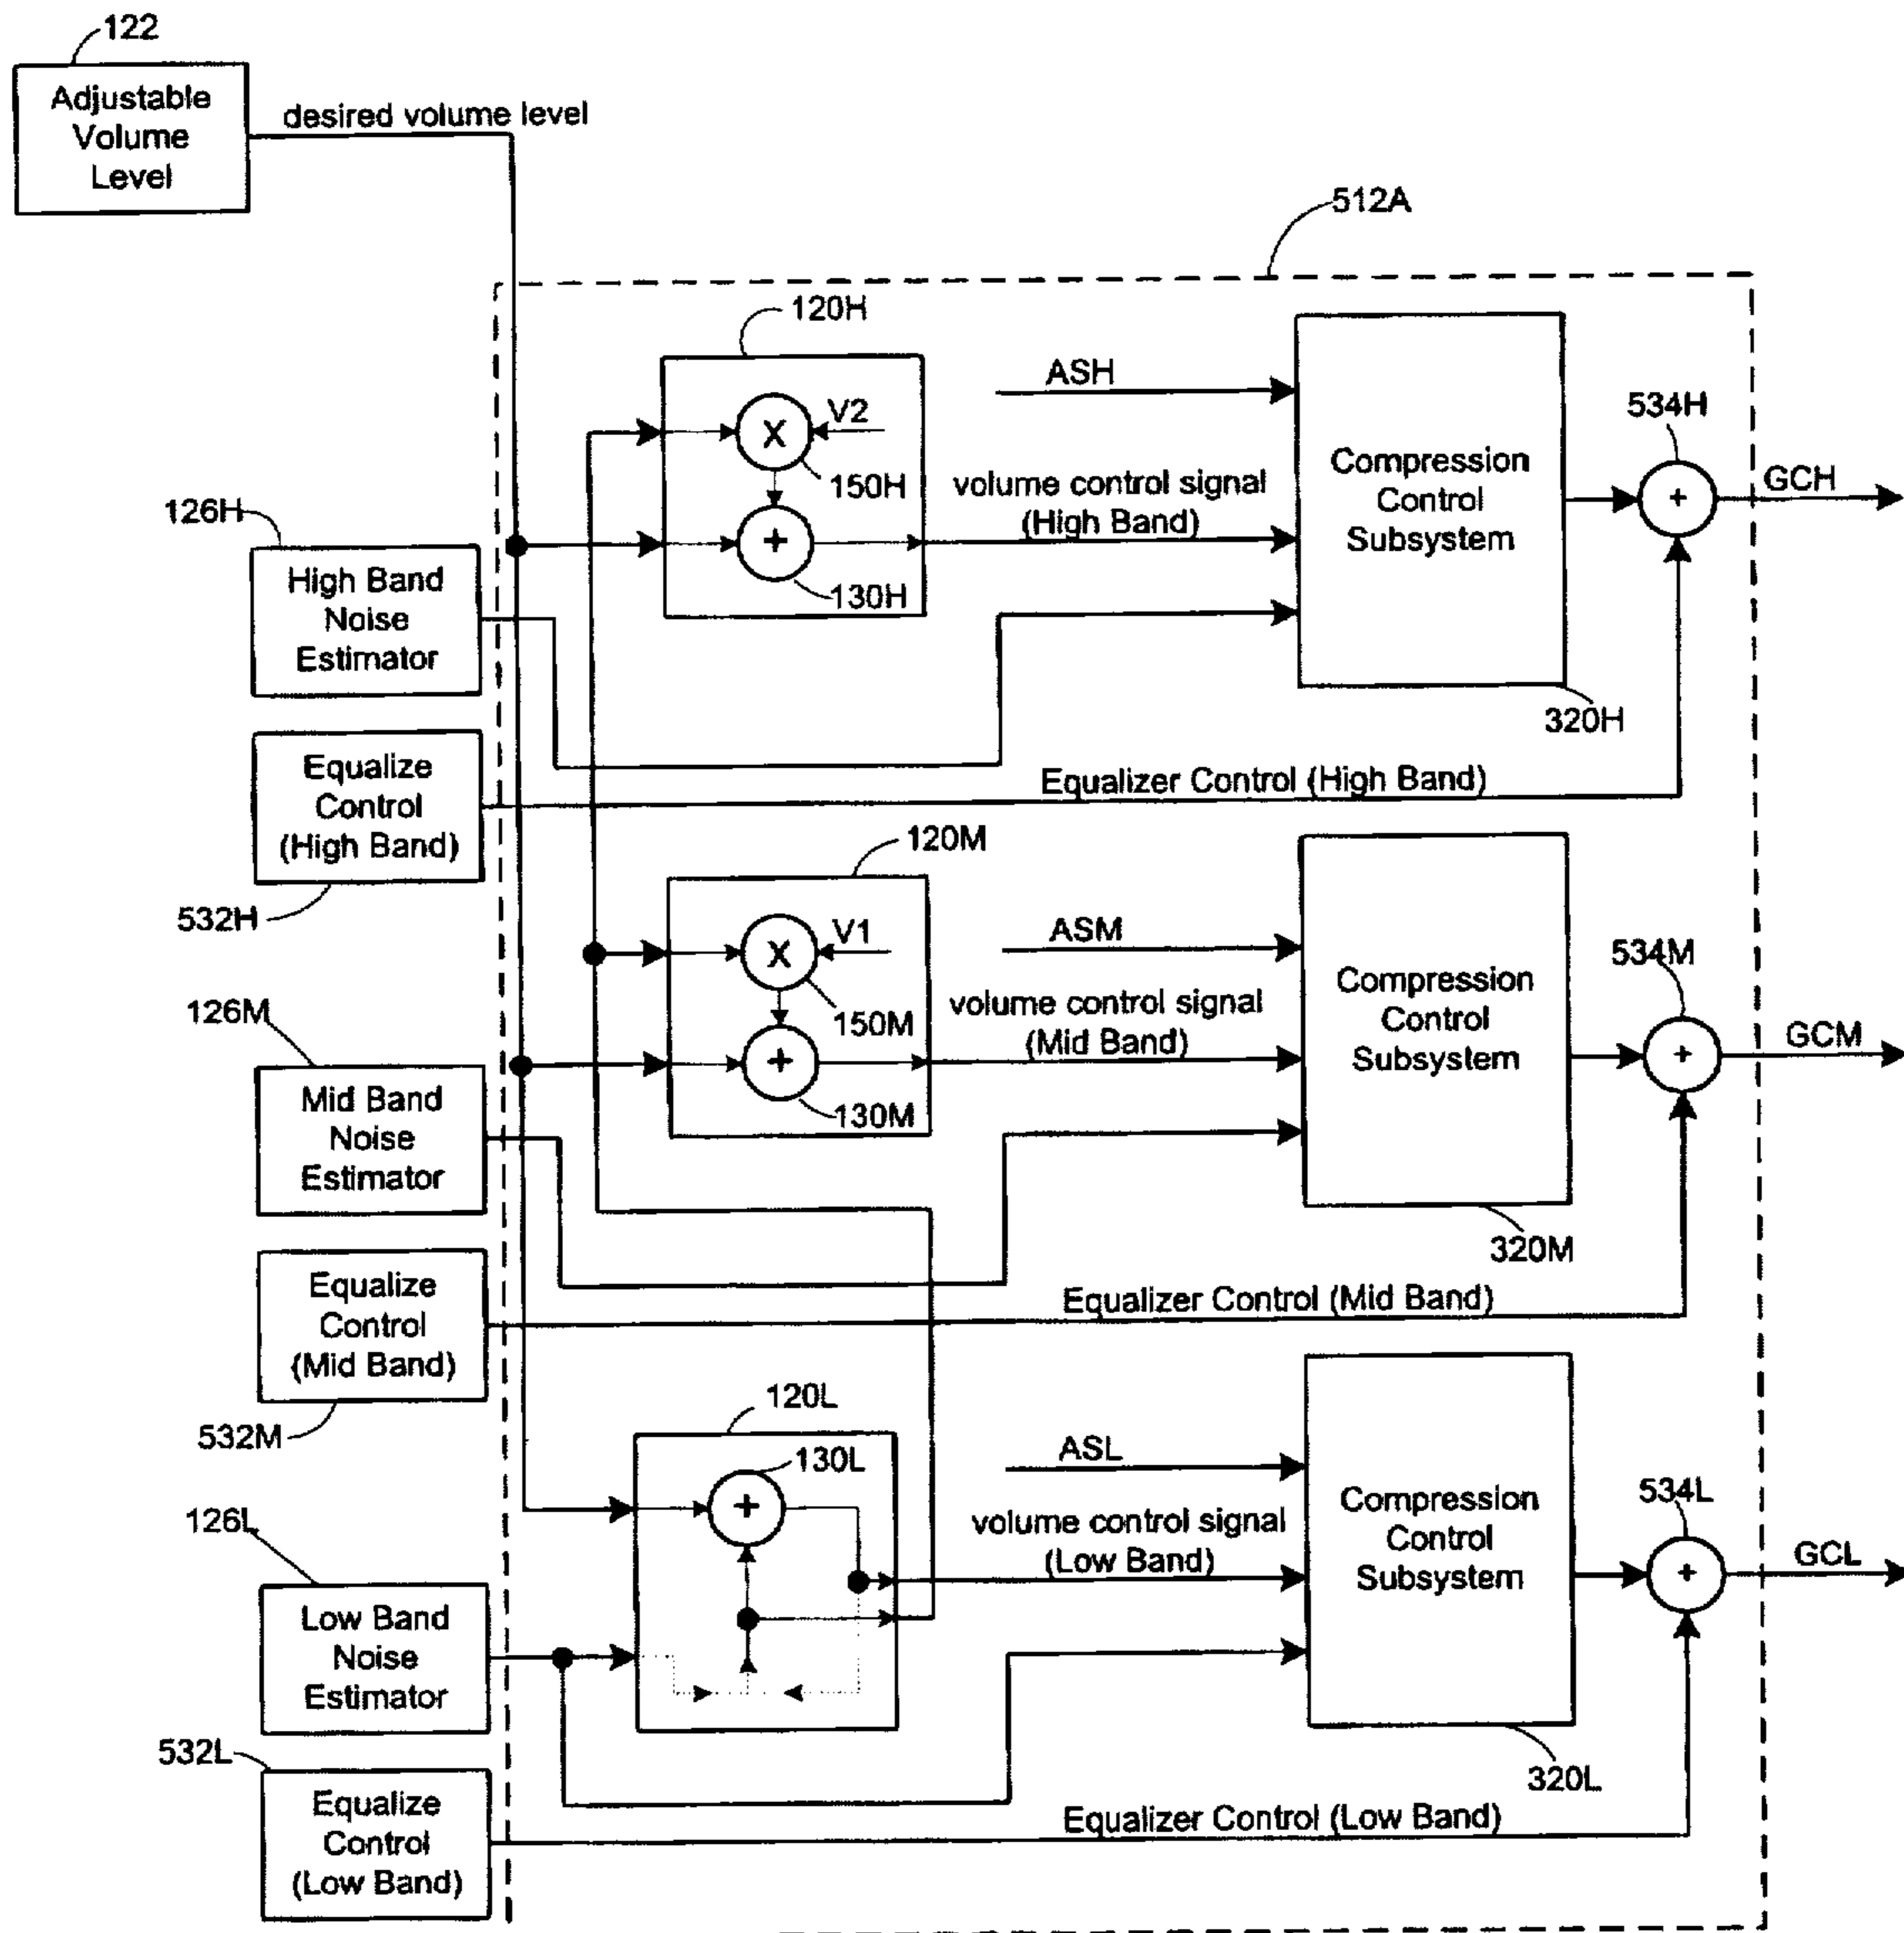 122
Adjustable
Volume
Level
desired volume level
512A
120H
ASH
V2
X
150H
volume control signal
(High Band)
+
130H
Compression
Control
Subsystem
534H
+
GCH
126H
High Band
Noise
Estimator
320H
Equalize
Control
(High Band)
532H
Equalizer Control (High Band)
120M
V1
X
150M
ASM
volume control signal
(Mid Band)
+
130M
Compression
Control
Subsystem
534M
+
GCM
126M
Mid Band
Noise
Estimator
320M
Equalize
Control
(Mid Band)
532M
Equalizer Control (Mid Band)
120L
130L
+
ASL
volume control signal
(Low Band)
Compression
Control
Subsystem
534L
+
GCL
126L
Low Band
Noise
Estimator
320L
532L
Equalize
Control
(Low Band)
Equalizer Control (Low Band)